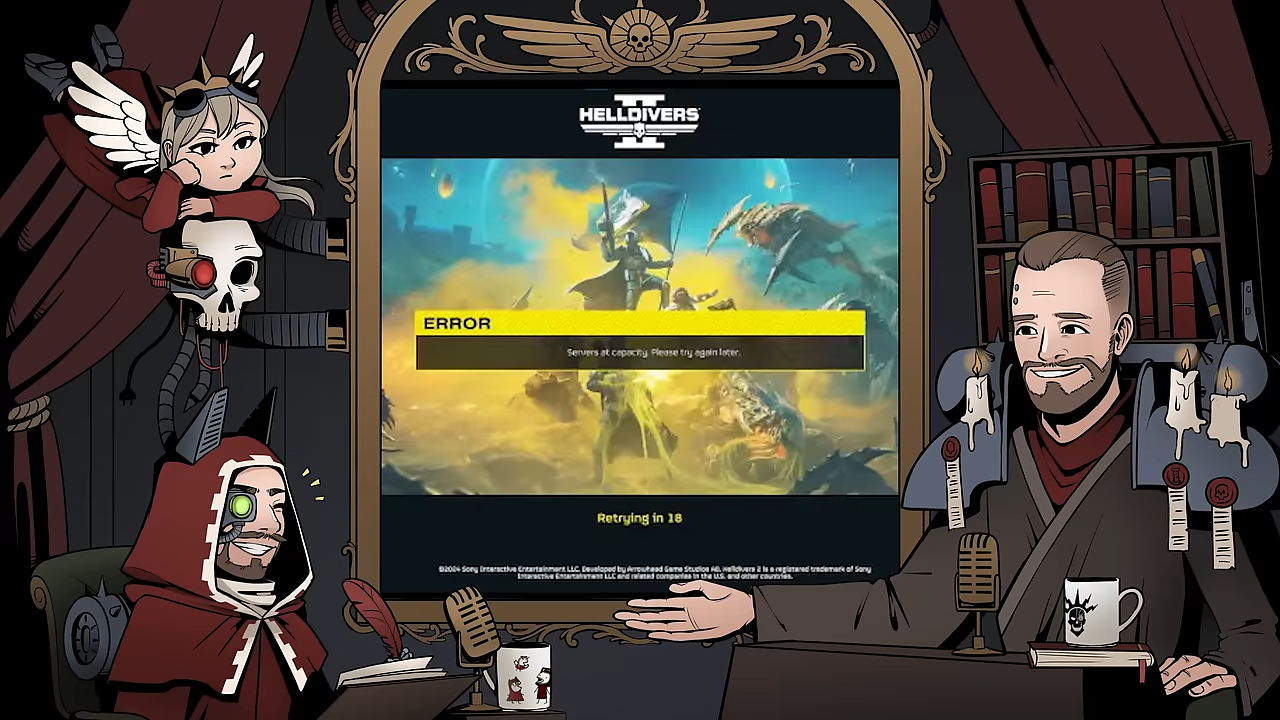 HELLDIVERS
II
ERROR
Servers at capacity. Please try again later.
Retrying in 18
©2024 Sony Interactive Entertainment LLC. Developed by Arrowhead Game Studios AB. Helldivers 2 is a registered trademark of Sony
Interactive Entertainment LLC and related companies in the U.S. and other countries.